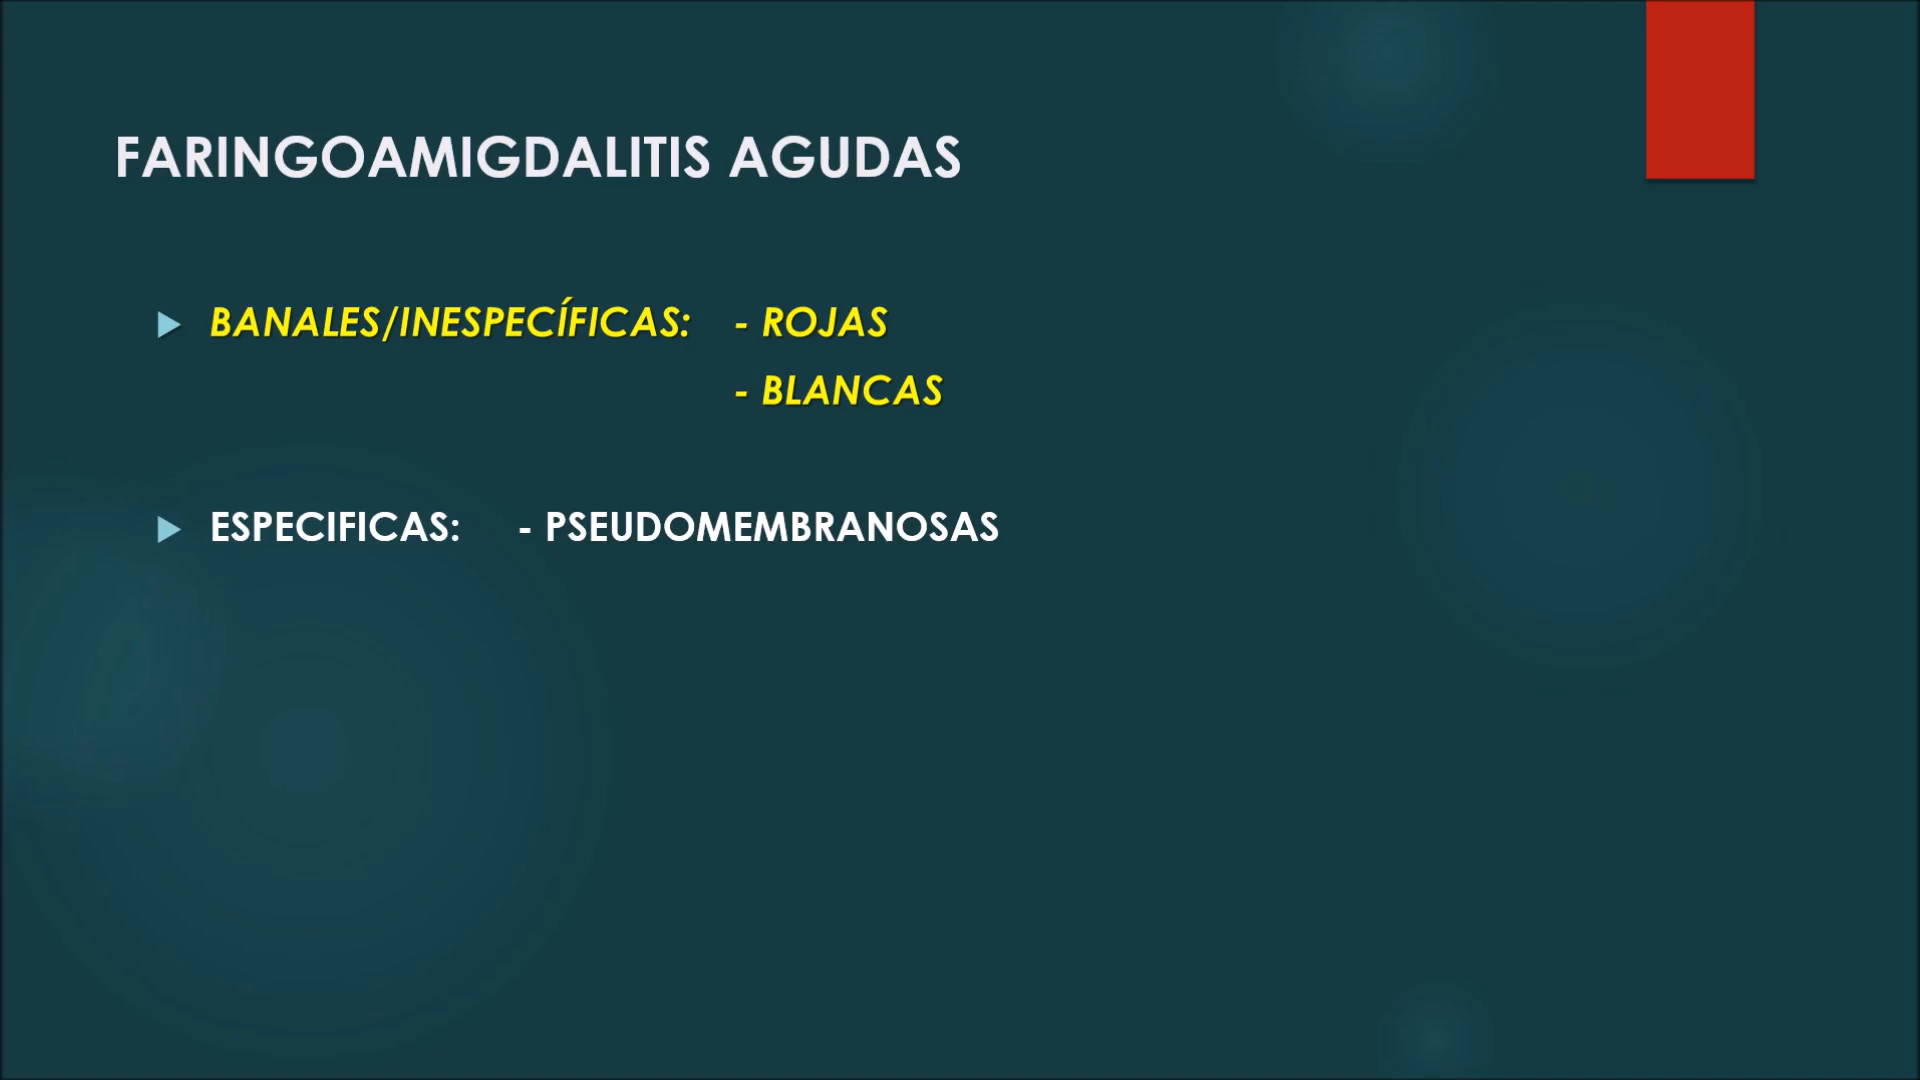 FARINGOAMIGDALITIS AGUDAS
BANALES/INESPECÍFICAS: - ROJAS
- BLANCAS
ESPECIFICAS: - PSEUDOMEMBRANOSAS